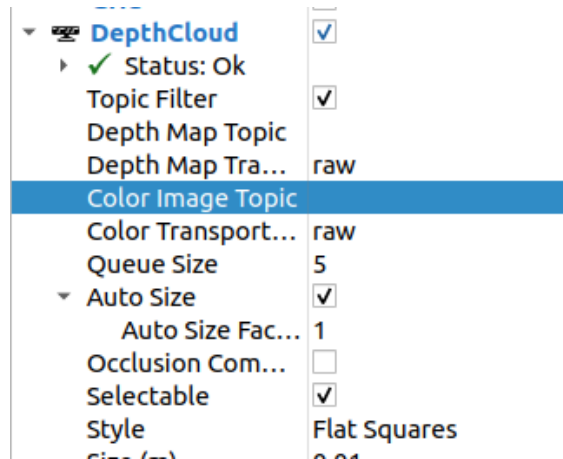 DepthCloud
Status: Ok
Topic Filter
Depth Map Topic
Depth Map Tra... raw
Color Image Topic
Color Transport... raw
Queue Size 5
Auto Size
Auto Size Fac... 1
Occlusion Com...
Selectable
Style Flat Squares